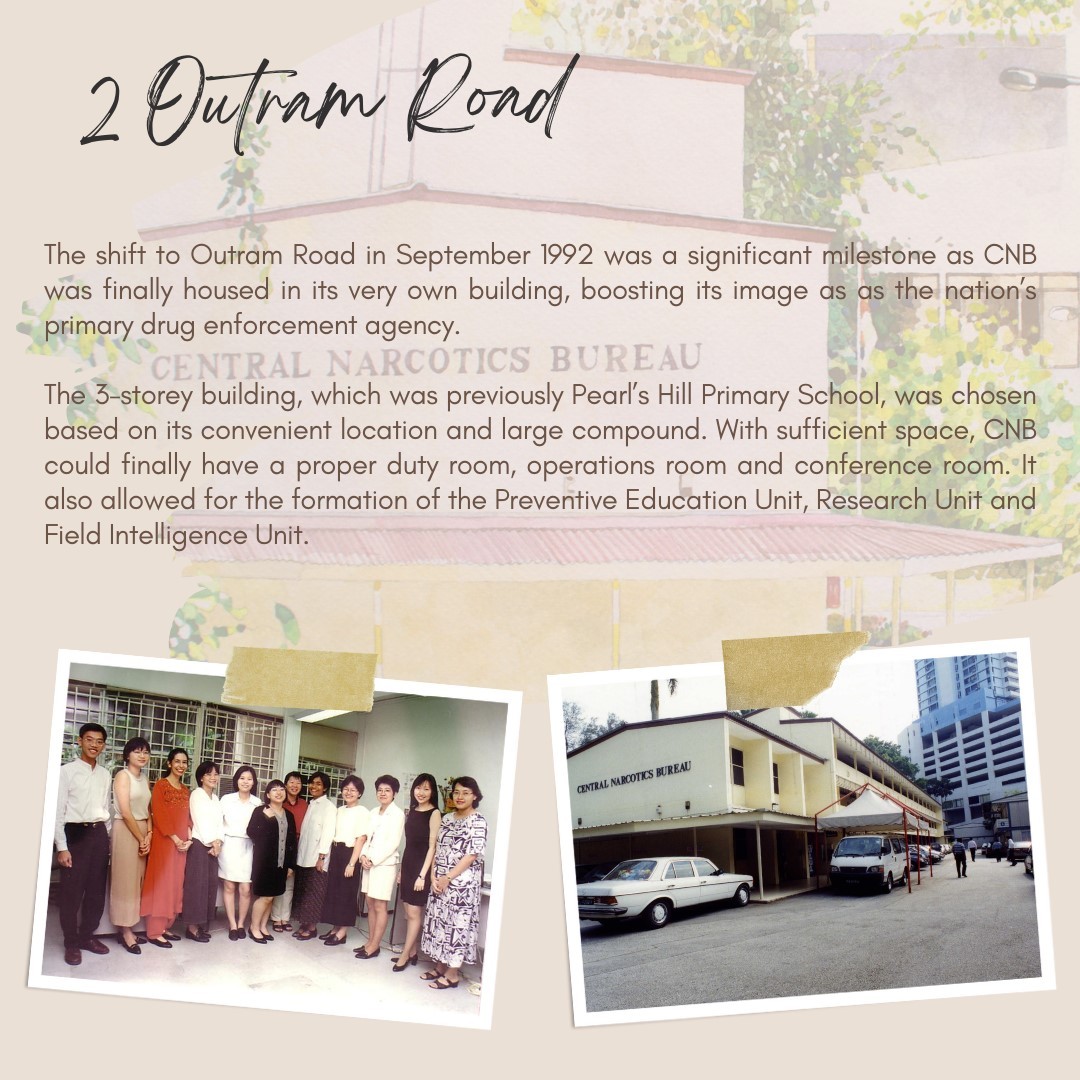 2 Outram Road
The shift to Outram Road in September 1992 was a significant milestone as CNB
was finally housed in its very own building, boosting its image as as the nation's
primary drug enforcement agency.
CENTRAL NARCOTICS BUREAU
The 3-storey building, which was previously Pearl's Hill Primary School, was chosen
based on its convenient location and large compound. With sufficient space, CNB
could finally have a proper duty room, operations room and conference room. It
also allowed for the formation of the Preventive Education Unit, Research Unit and
Field Intelligence Unit.
CENTRAL NARCOTICS BUREAU